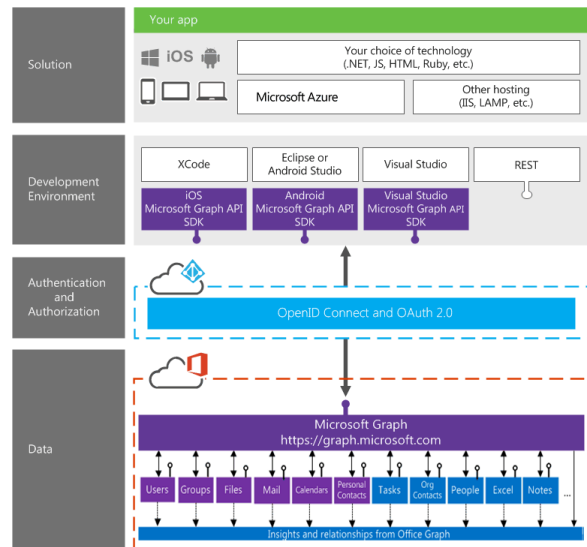 Your app
Solution
iOS
Your choice of technology
(.NET, JS, HTML, Ruby, etc.)
Microsoft Azure
Other hosting
(IIS, LAMP, etc.)
Development
Environment
XCode
Eclipse or
Android Studio
Visual Studio
REST
iOS
Microsoft Graph API
SDK
Android
Microsoft Graph API
SDK
Visual Studio
Microsoft Graph API
SDK
Authentication
and
Authorization
OpenID Connect and OAuth 2.0
Data
Microsoft Graph
https://graph.microsoft.com
Users
Groups
Files
Mail
Calendars
Personal
Contacts
Tasks
Org
Contacts
People
Excel
Notes
...
Insights and relationships from Office Graph